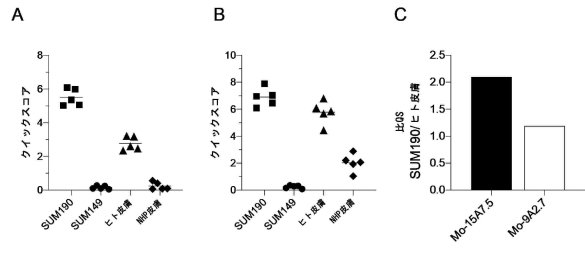 A
B
C
クイックスコア
8
6
4
2
0
SUM190
SUM149
ヒト皮膚
NHP皮膚
クイックスコア
10
8
6
4
2
0
SUM190
SUM149
ヒト皮膚
NHP皮膚
比QS
SUM190/ヒト皮膚
2.5
2.0
1.5
1.0
0.5
0.0
Mo-15A7.5
Mo-9A2.7